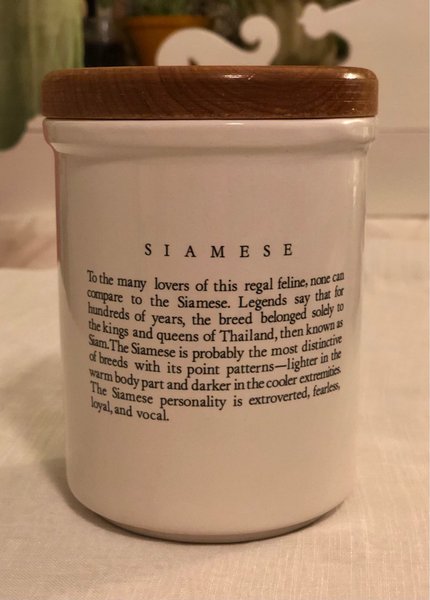 SIAMESE
To the many lovers of this regal feline, none can
compare to the Siamese. Legends say that for
hundreds of years, the breed belonged solely to
the kings and queens of Thailand, then known as
Siam. The Siamese is probably the most distinctive
of breeds with its point patterns—lighter in the
warm body part and darker in the cooler extremities.
The Siamese personality is extroverted, fearless,
loyal, and vocal.